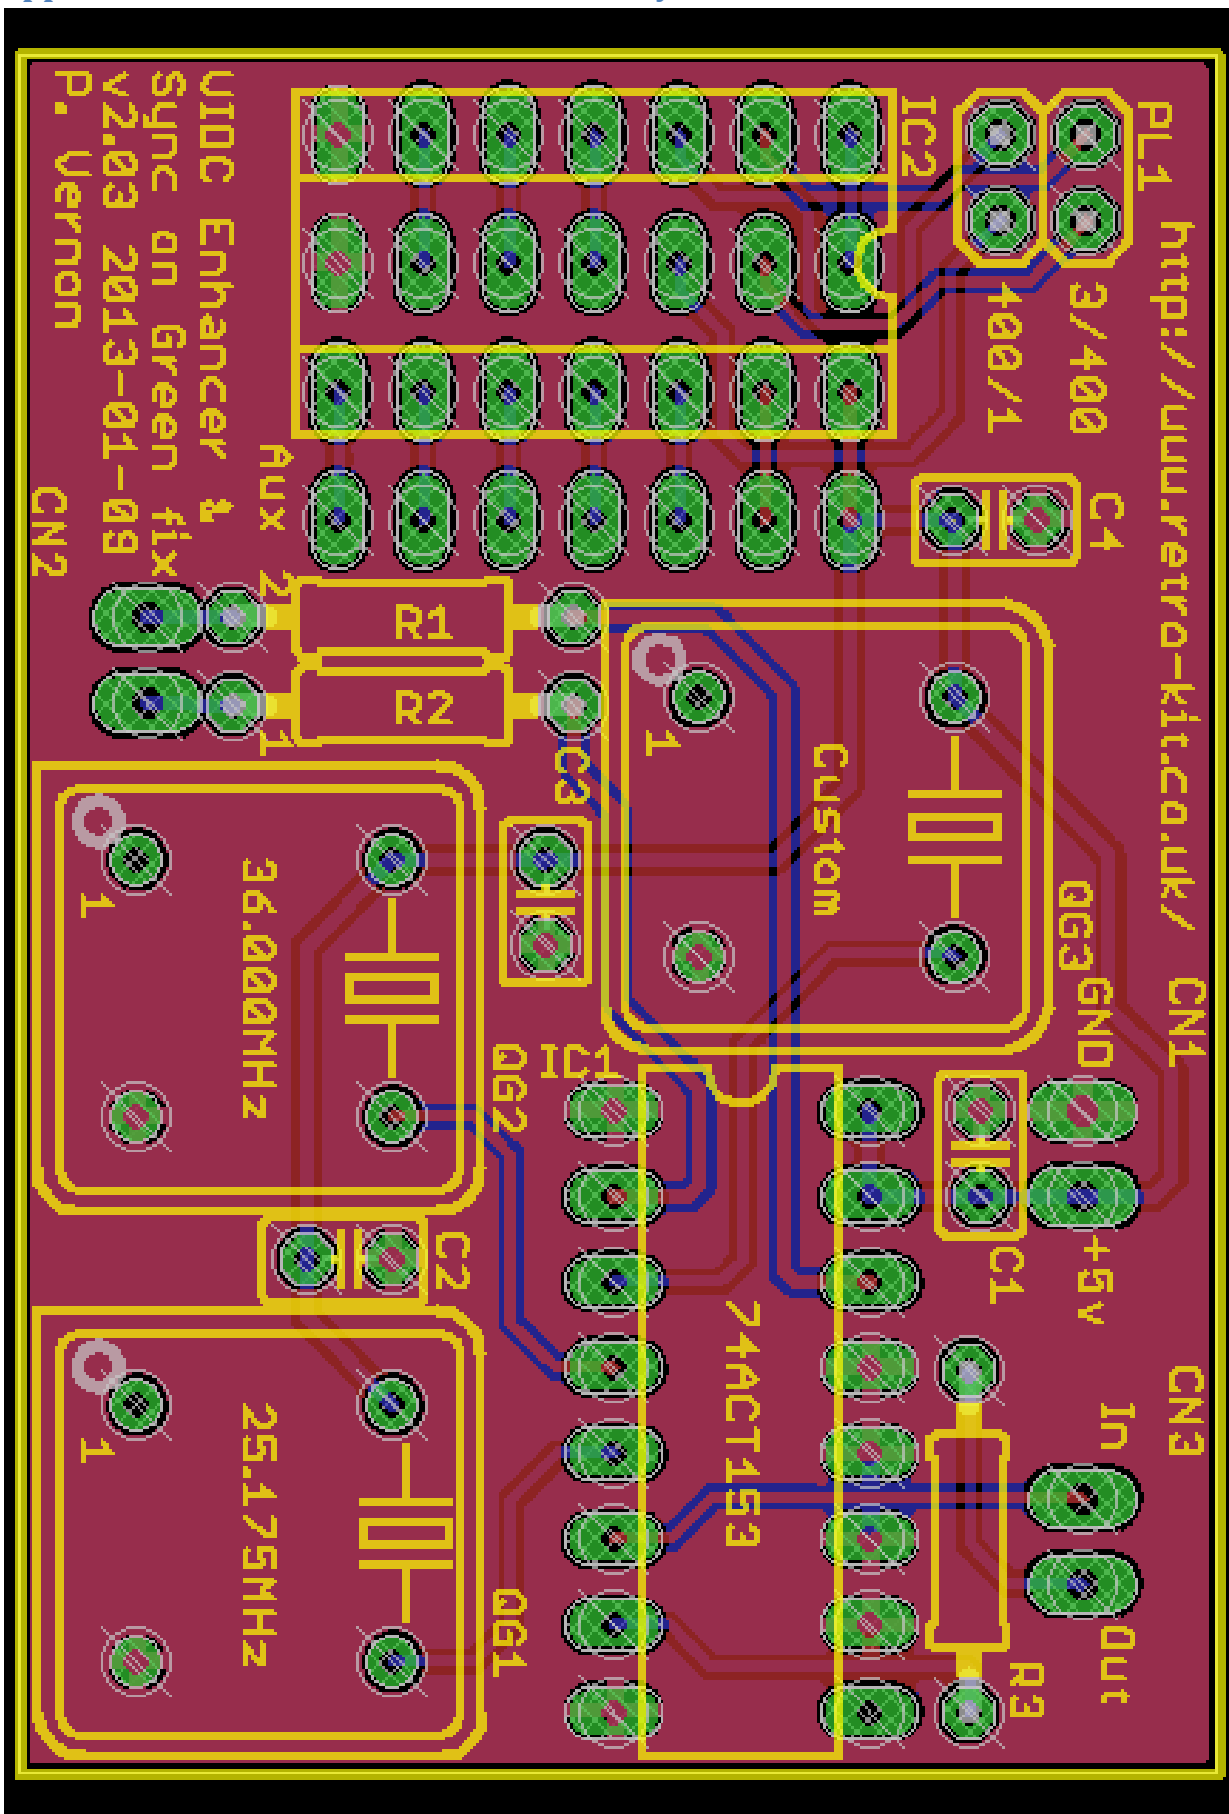 VIDC Enhancer &
Sync on Green fix
v2.03 2013-01-09
P. Vernon
IC2
PL1
3/400
400/1
http://www.retro-kit.co.uk/
Aux
CN2
2
1
R1
R2
C4
C3
1
Custom
QG3
1
36.000MHz
QG2
IC1
GND
CN1
C1
+5v
C2
74ACT153
1
25.175MHz
QG1
CN3
In
Out
R3